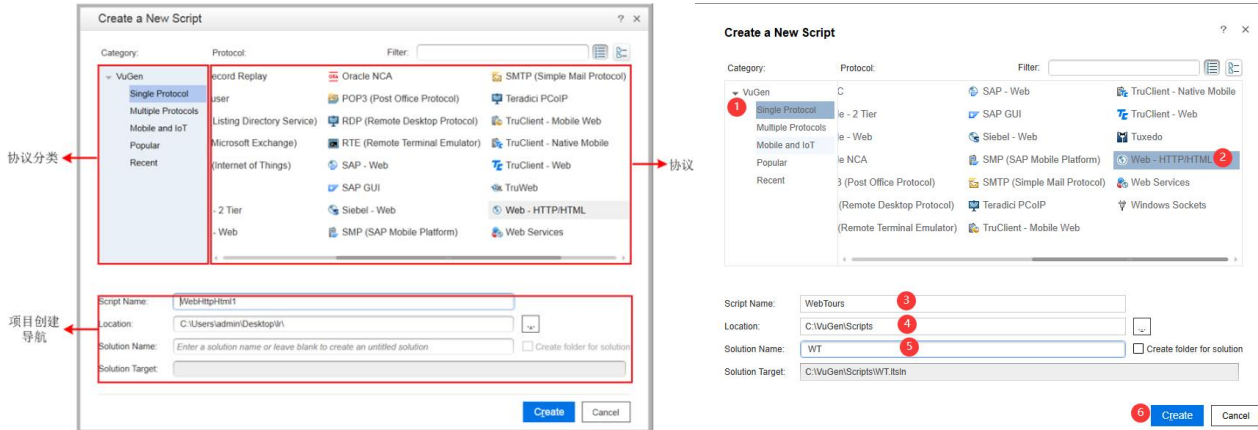 Create a New Script
Category:
Protocol:
Filter:
VuGen
Single Protocol
Multiple Protocols
Mobile and IoT
Popular
Recent
ecord Replay
user
Listing Directory Service)
Microsoft Exchange)
(Internet of Things)
- 2 Tier
- Web
Oracle NCA
POP3 (Post Office Protocol)
RDP (Remote Desktop Protocol)
RTE (Remote Terminal Emulator)
SAP - Web
SAP GUI
Siebel - Web
SMP (SAP Mobile Platform)
SMTP (Simple Mail Protocol)
Teradici PCoIP
TruClient - Mobile Web
TruClient - Native Mobile
TruClient - Web
TruWeb
Web - HTTP/HTML
Web Services
协议分类
协议
项目创建
导航
Script Name: WebHttpHtml1
Location: C:\Users\admin\Desktop\lr\
...
Solution Name: Enter a solution name or leave blank to create an untitled solution
Create folder for solution
Solution Target:
Create
Cancel
Create a New Script
Category:
Protocol:
Filter:
VuGen
1
Single Protocol
Multiple Protocols
Mobile and IoT
Popular
Recent
C
e - 2 Tier
e - Web
e NCA
3 (Post Office Protocol)
(Remote Desktop Protocol)
(Remote Terminal Emulator)
SAP - Web
SAP GUI
Siebel - Web
SMP (SAP Mobile Platform)
SMTP (Simple Mail Protocol)
Teradici PCoIP
TruClient - Mobile Web
TruClient - Native Mobile
TruClient - Web
Tuxedo
Web - HTTP/HTML 2
Web Services
Windows Sockets
Script Name: WebTours 3
Location: C:\VuGen\Scripts 4
...
Solution Name: WT 5
Create folder for solution
Solution Target: C:\VuGen\Scripts\WT.ltsln
6 Create
Cancel